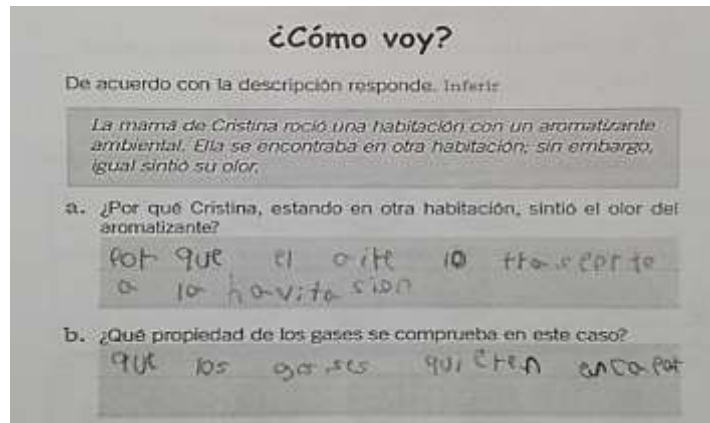 ¿Cómo voy?
De acuerdo con la descripción responde. Inferir
La mamá de Cristina roció una habitación con un aromatizante
ambiental. Ella se encontraba en otra habitación; sin embargo,
igual sintió su olor.
a. ¿Por qué Cristina, estando en otra habitación, sintió el olor del
aromatizante?
por que el aire lo transporto
a la havitasion
b. ¿Qué propiedad de los gases se comprueba en este caso?
que los gases quieren encapar